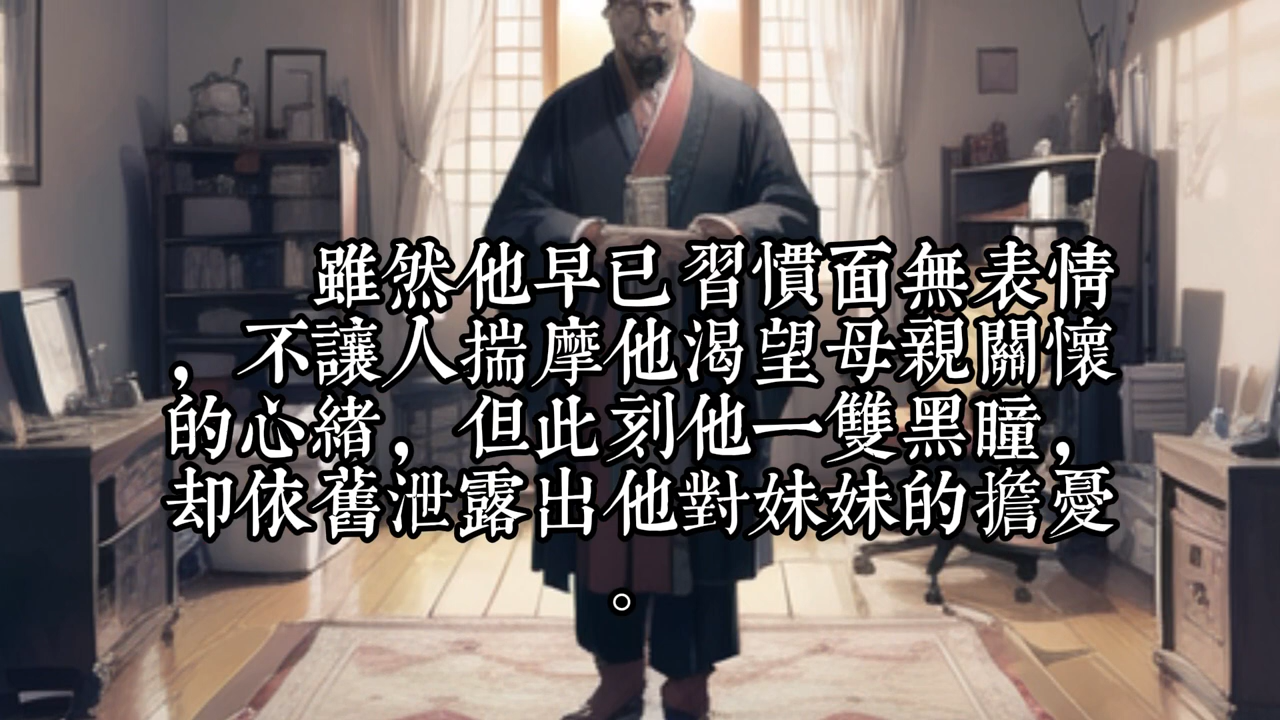 雖然他早已習慣面無表情
，不讓人揣摩他渴望母親關懷
的心緒，但此刻他一雙黑瞳，
却依舊泄露出他對妹妹的擔憂
。